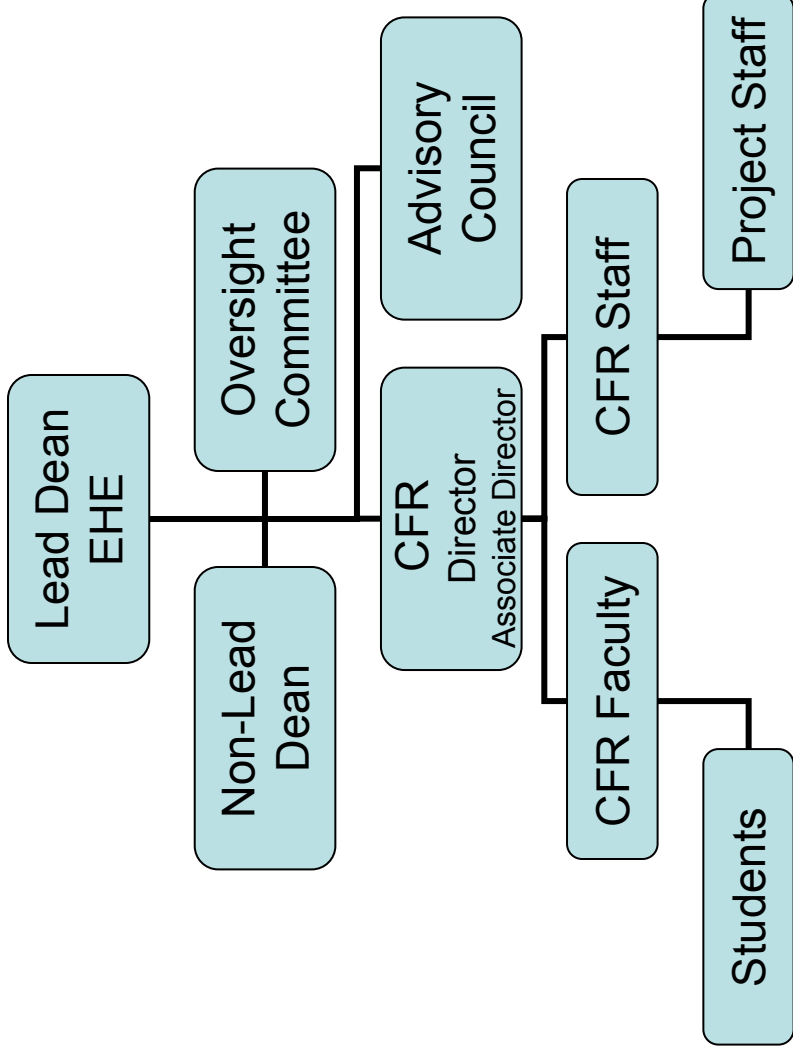 Lead Dean
EHE
Non-Lead
Dean
Oversight
Committee
CFR
Director
Associate Director
Advisory
Council
CFR Faculty
CFR Staff
Students
Project Staff